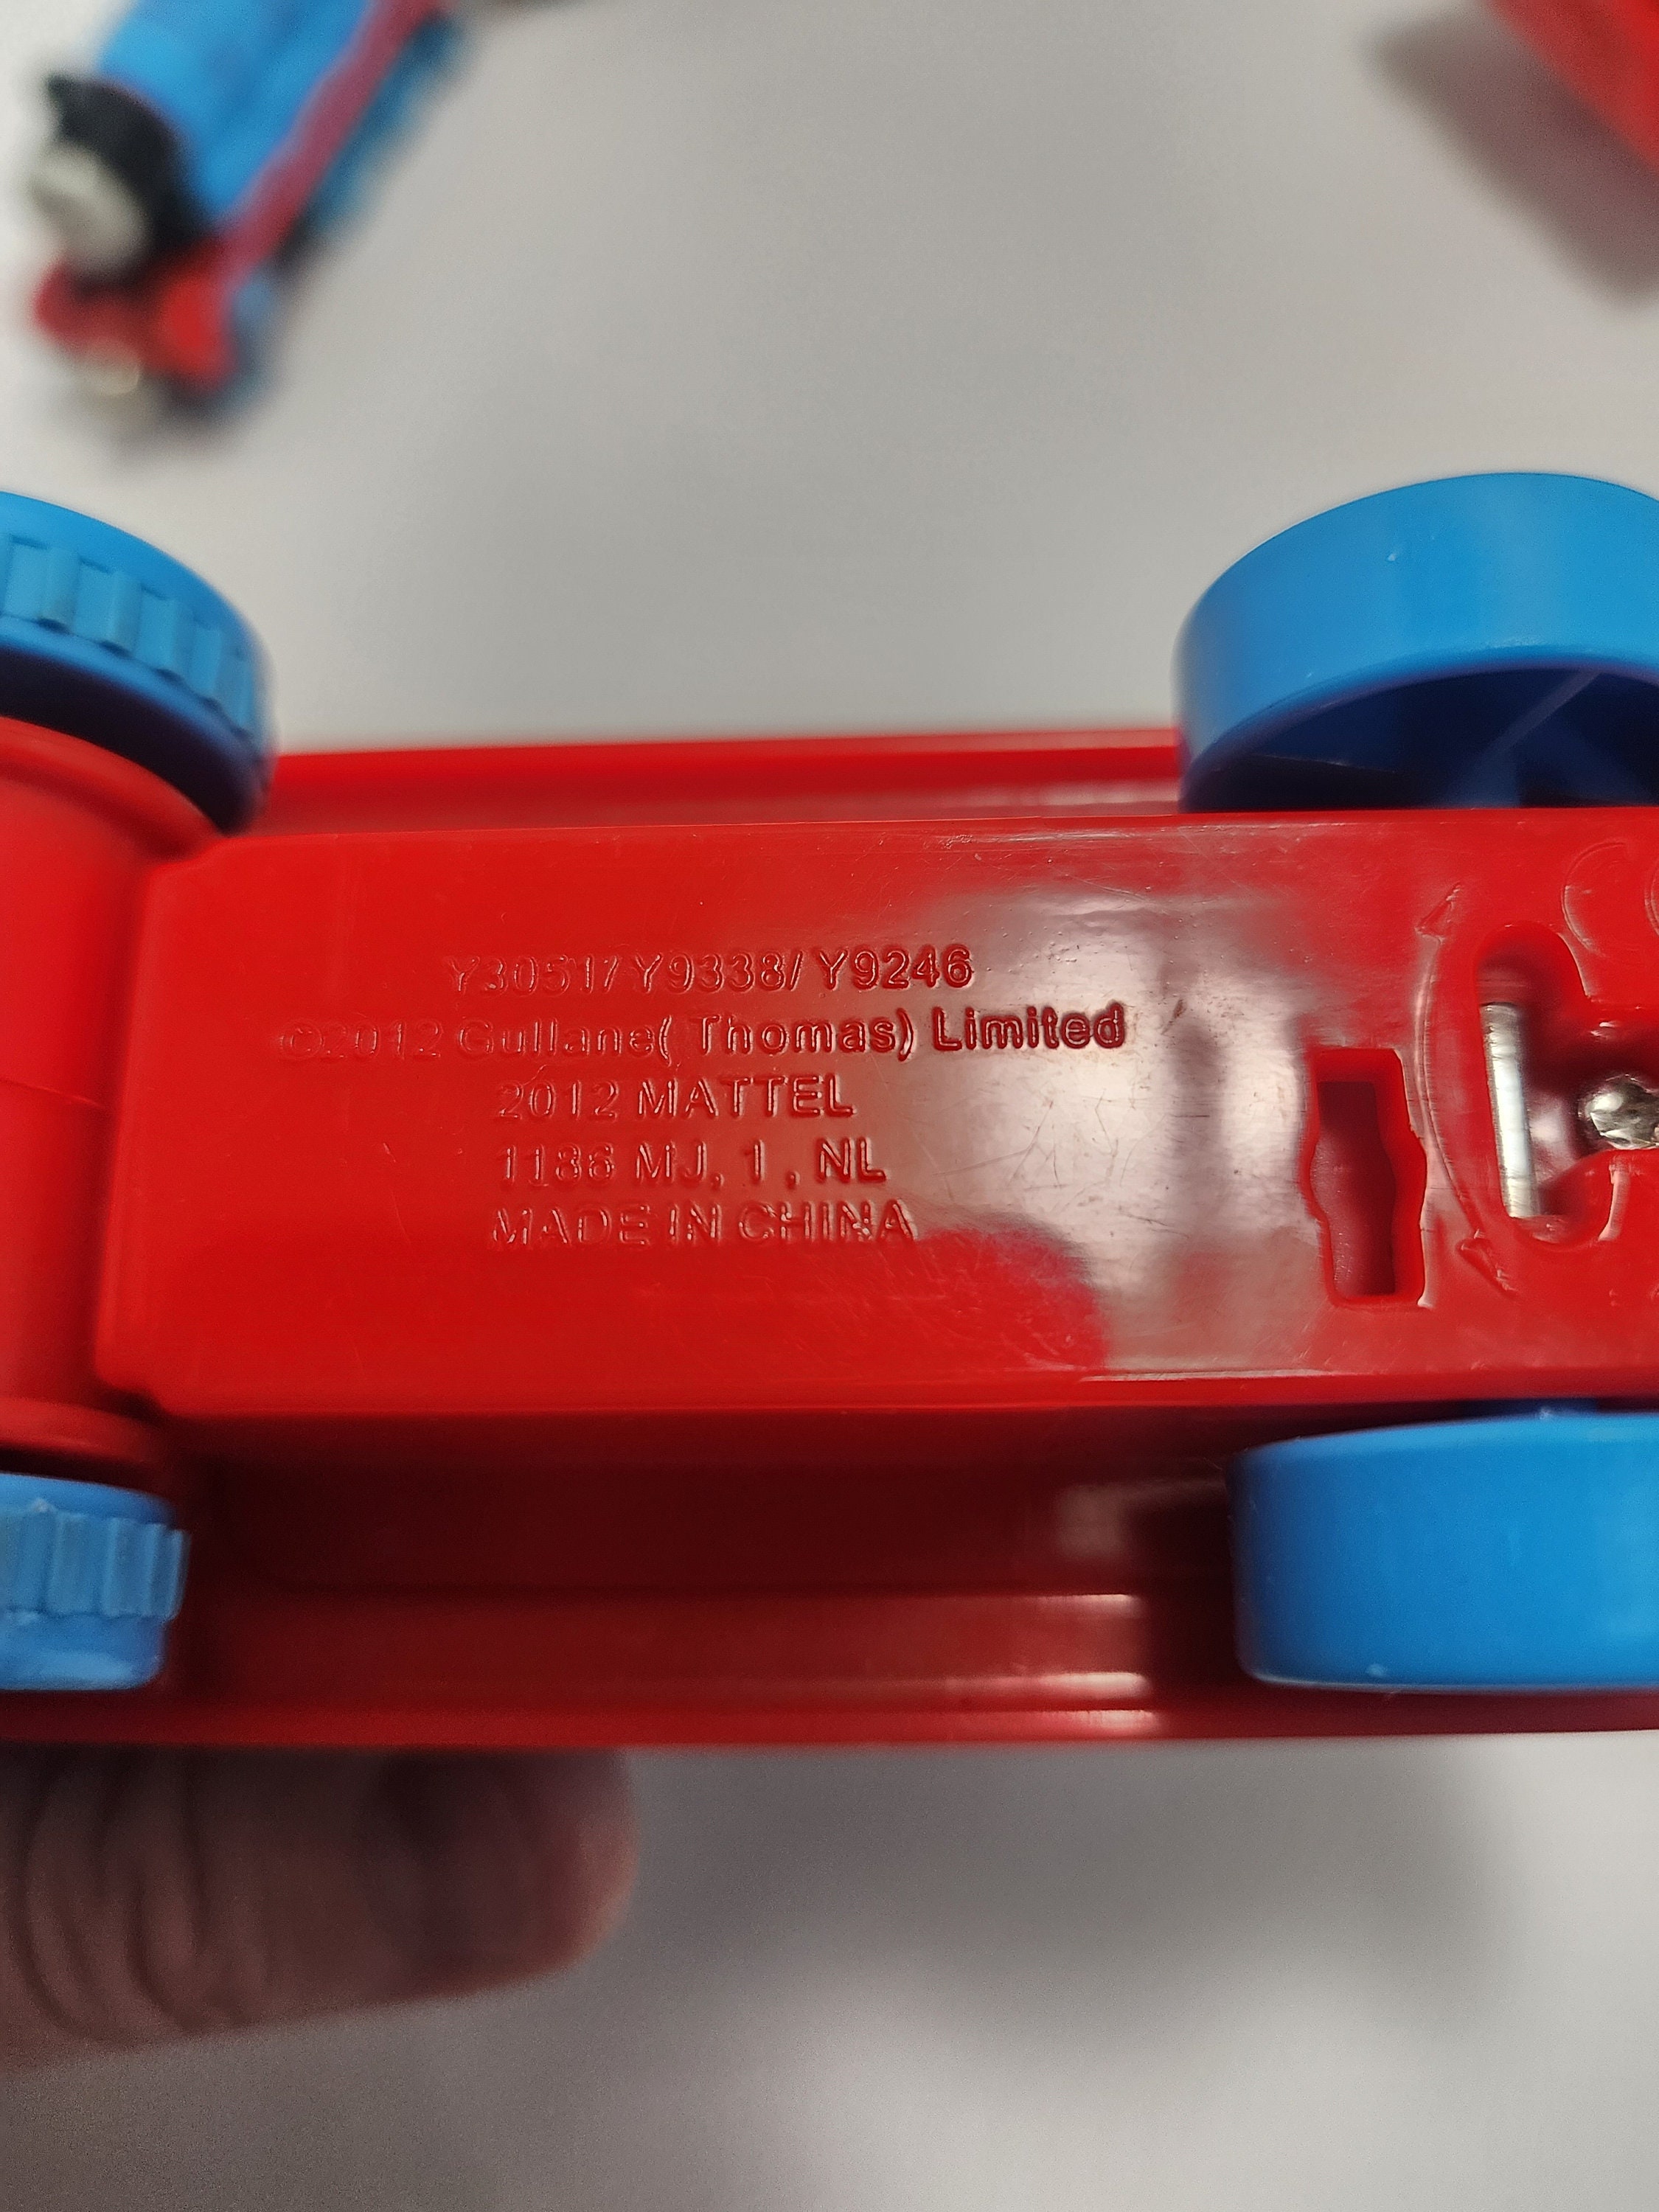 Y3051/ Y9338/ Y9246
©2012 Gullane( Thomas) Limited
2012 MATTEL
1186 MJ, 1 , NL
MADE IN CHINA